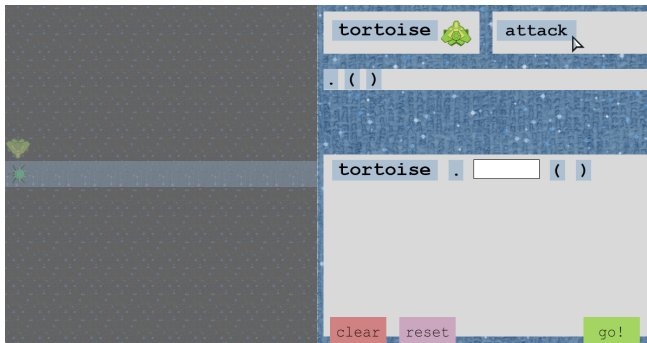 tortoise attack
. ( )
tortoise . ( )
clear reset go!